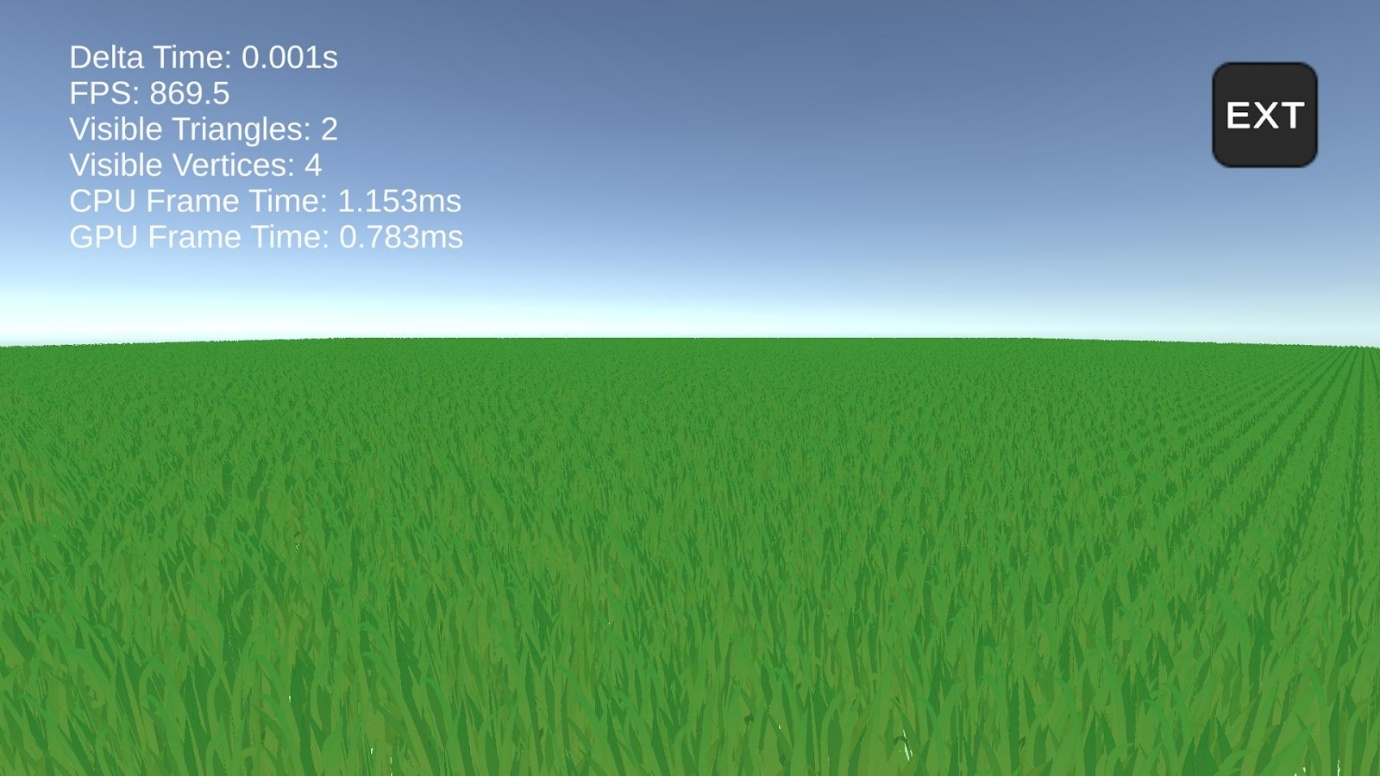 Delta Time: 0.001s
FPS: 869.5
Visible Triangles: 2
Visible Vertices: 4
CPU Frame Time: 1.153ms
GPU Frame Time: 0.783ms
EXT